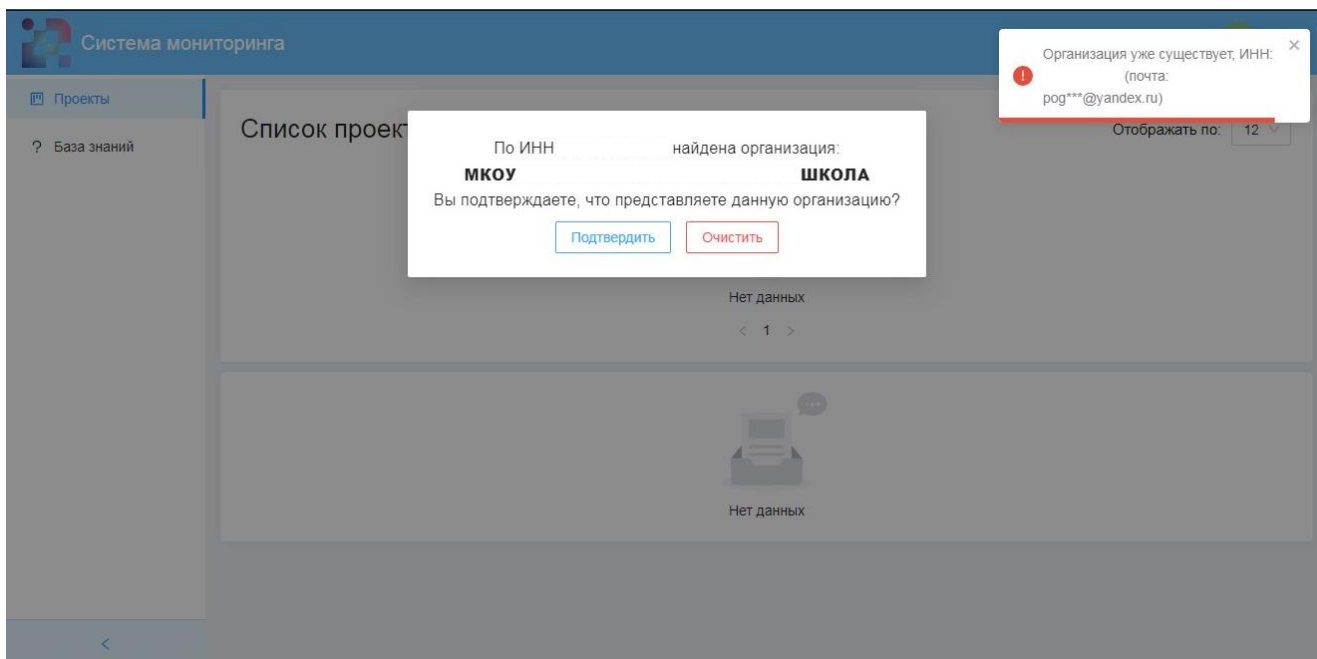 Система мониторинга
Организация уже существует, ИНН:
(почта:
pog***@yandex.ru)
Проекты
? База знаний
Список проек
Отображать по: 12
По ИНН найдена организация:
МКОУ ШКОЛА
Вы подтверждаете, что представляете данную организацию?
Подтвердить Очистить
Нет данных
< 1 >
Нет данных
<